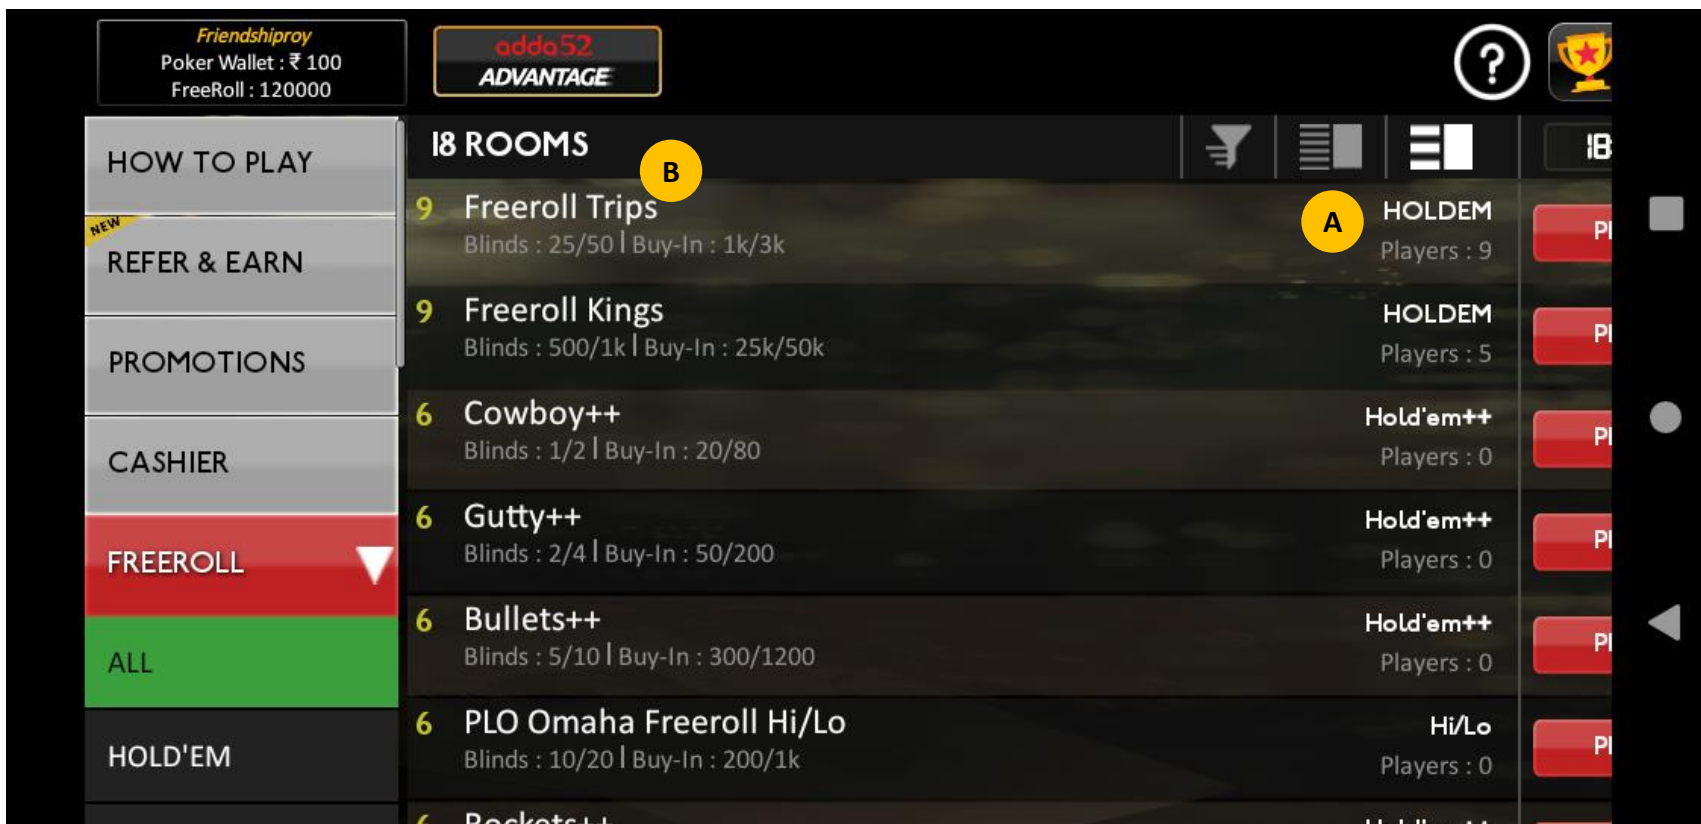 Friendshiproy
Poker Wallet : ₹ 100
FreeRoll : 120000
adda52
ADVANTAGE
?
HOW TO PLAY
NEW
REFER & EARN
PROMOTIONS
CASHIER
FREEROLL
ALL
HOLD'EM
18 ROOMS
18:
B
A
9 Freeroll Trips HOLDEM
Blinds : 25/50 | Buy-In : 1k/3k Players : 9
9 Freeroll Kings HOLDEM
Blinds : 500/1k | Buy-In : 25k/50k Players : 5
6 Cowboy++ Hold'em++
Blinds : 1/2 | Buy-In : 20/80 Players : 0
6 Gutty++ Hold'em++
Blinds : 2/4 | Buy-In : 50/200 Players : 0
6 Bullets++ Hold'em++
Blinds : 5/10 | Buy-In : 300/1200 Players : 0
6 PLO Omaha Freeroll Hi/Lo Hi/Lo
Blinds : 10/20 | Buy-In : 200/1k Players : 0
6 Rockets++ Hold'em++